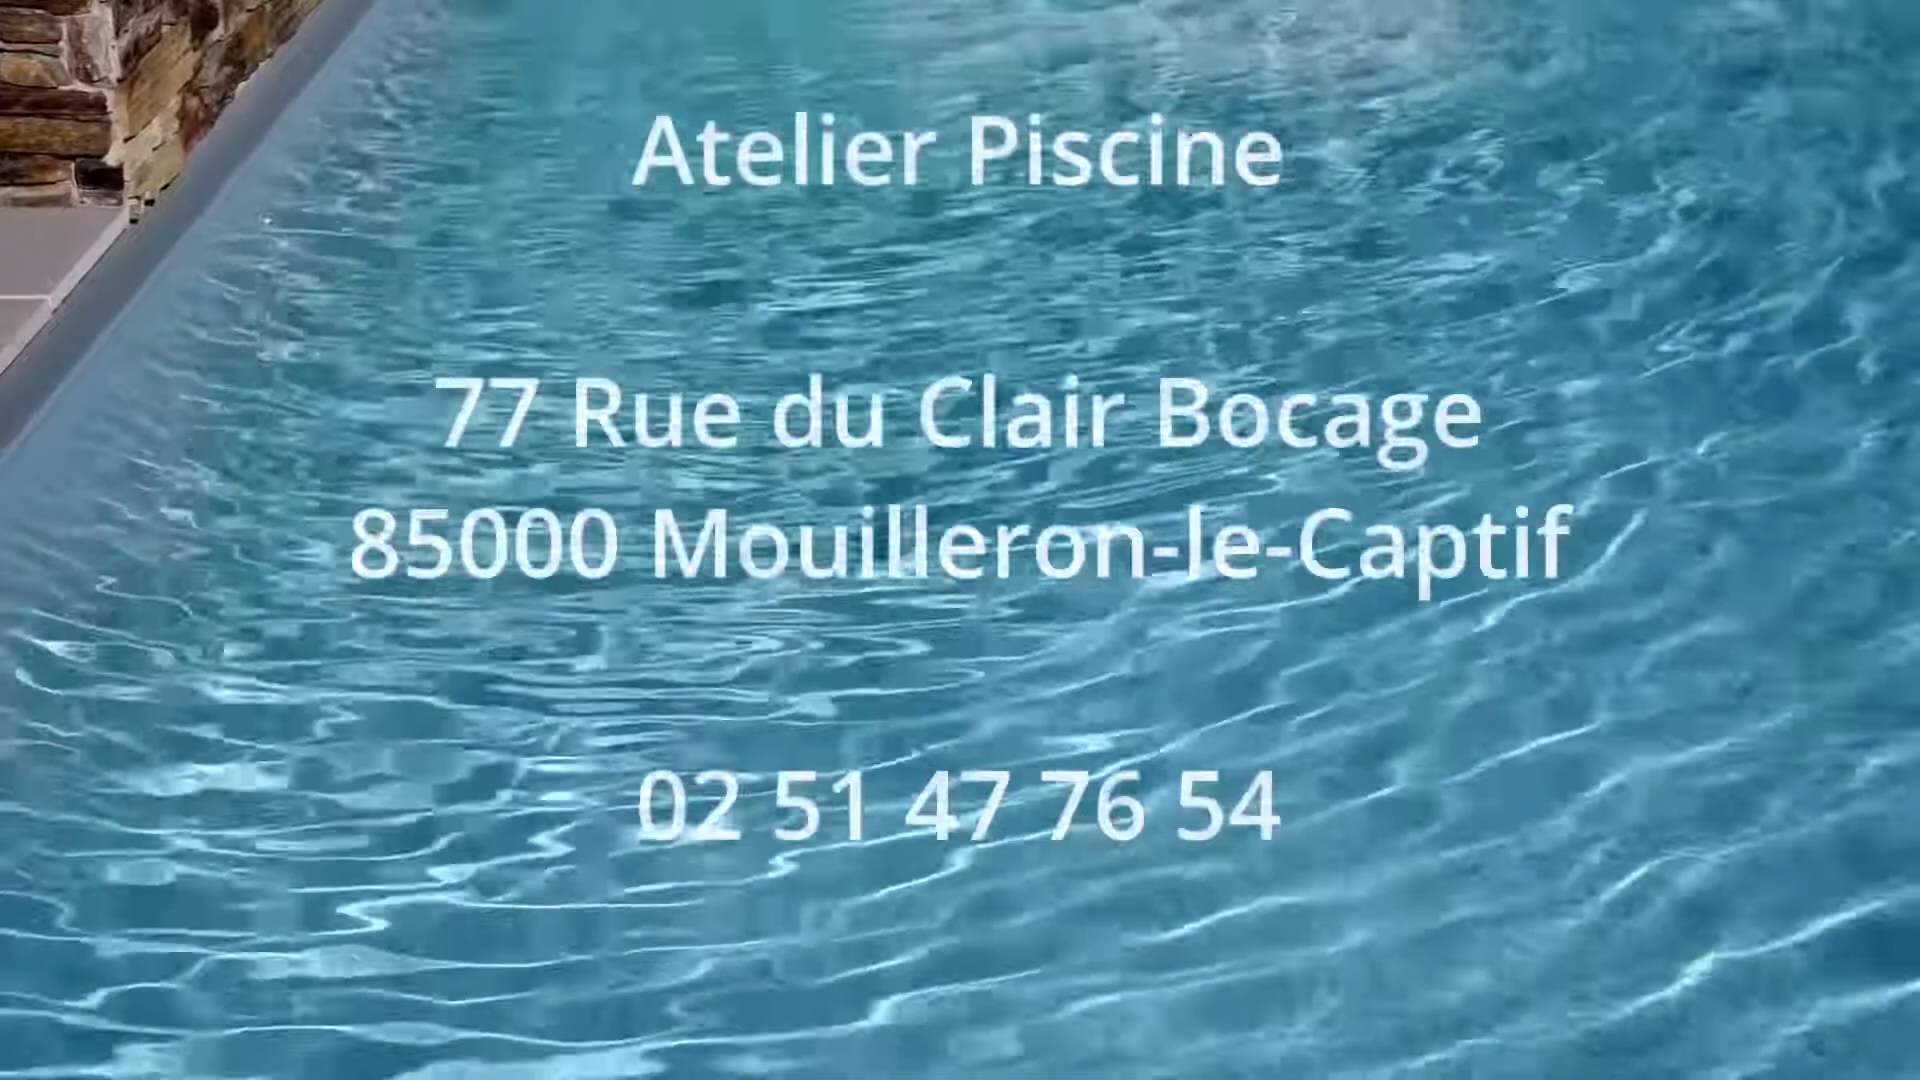 Atelier Piscine
77 Rue du Clair Bocage
85000 Mouilleron-le-Captif
02 51 47 76 54